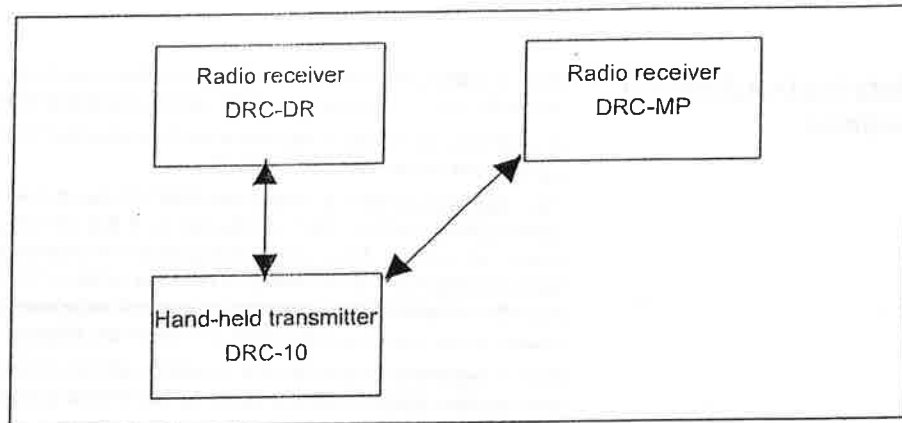 Radio receiver
DRC-DR
Radio receiver
DRC-MP
Hand-held transmitter
DRC-10